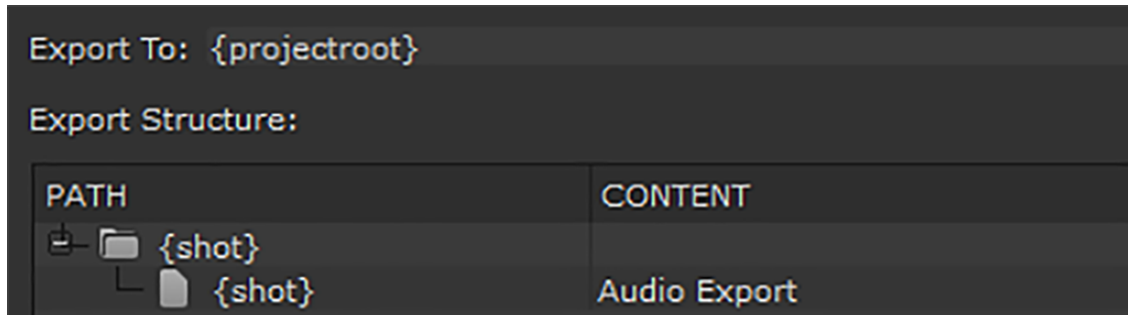 Export To: {projectroot}
Export Structure:
PATH CONTENT
{shot}
{shot} Audio Export